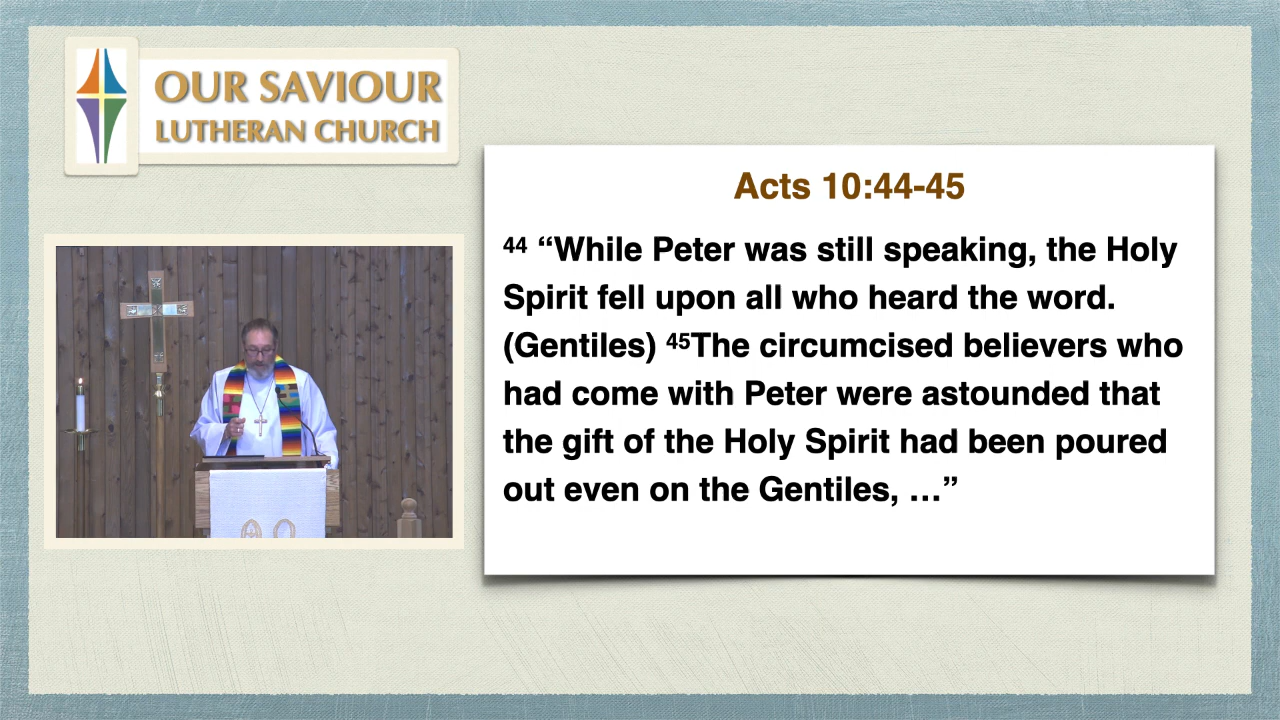 OUR SAVIOUR
LUTHERAN CHURCH
Acts 10:44-45
44 “While Peter was still speaking, the Holy
Spirit fell upon all who heard the word.
(Gentiles) 45The circumcised believers who
had come with Peter were astounded that
the gift of the Holy Spirit had been poured
out even on the Gentiles, …”